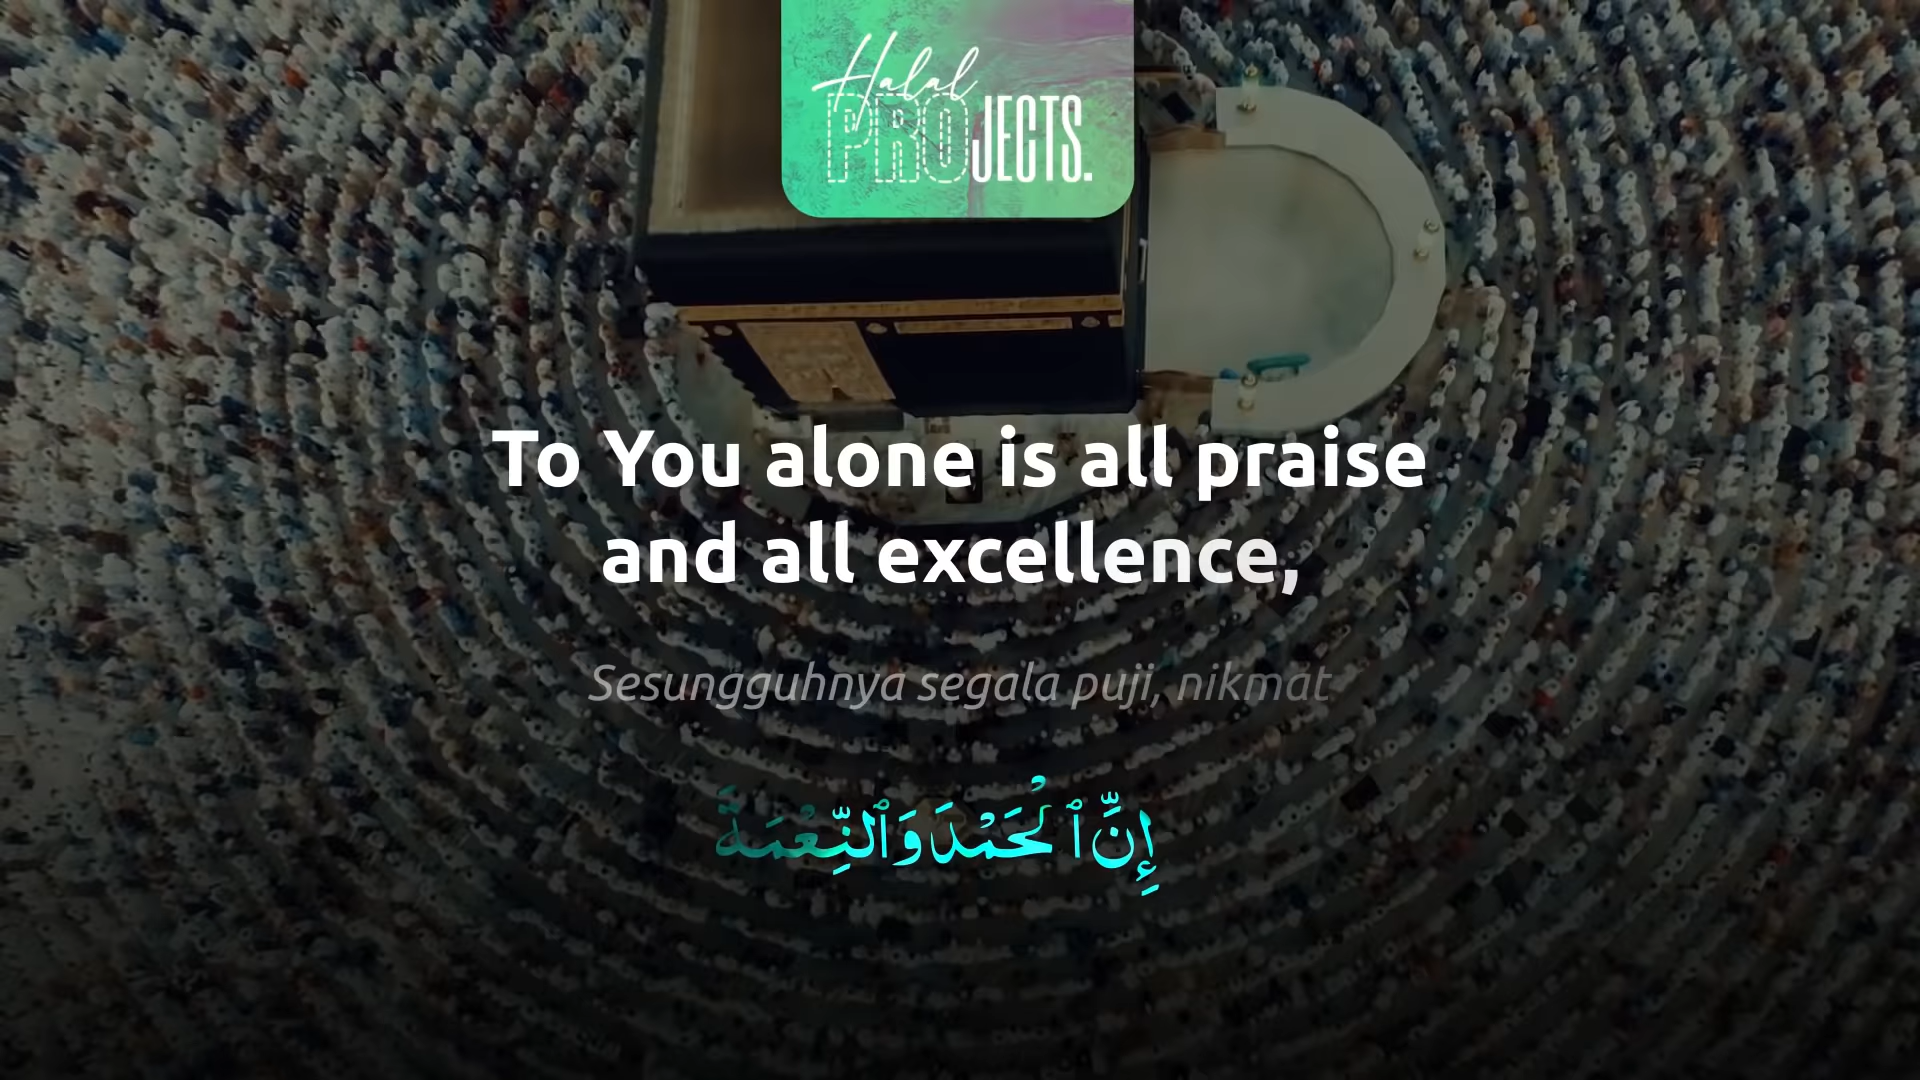 Halal
PROJECTS.
To You alone is all praise
and all excellence,
Sesungguhnya segala puji, nikmat
إِنَّ ٱلْحَمْدَ وَٱلنِّعْمَةَ